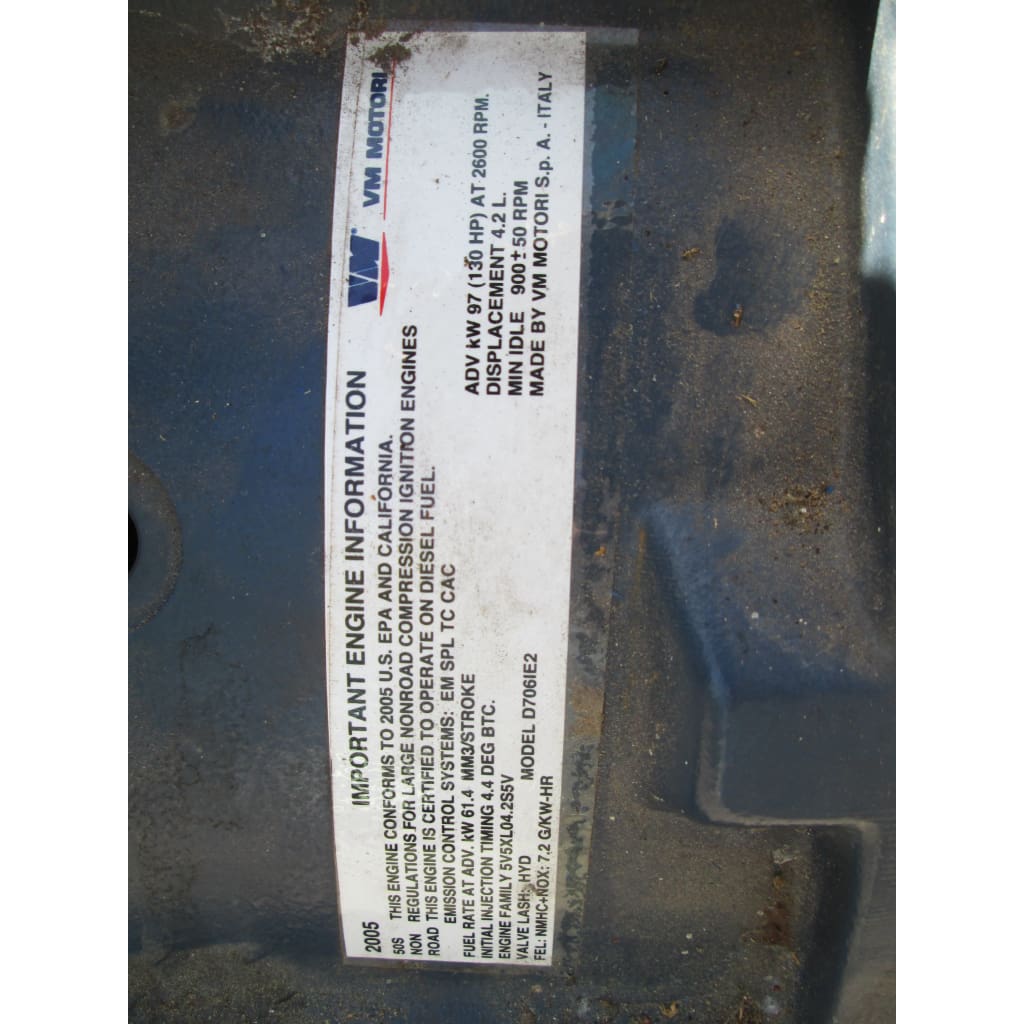 VM® VM MOTORI
IMPORTANT ENGINE INFORMATION
2005
50S THIS ENGINE CONFORMS TO 2005 U.S. EPA AND CALIFORNIA.
NON REGULATIONS FOR LARGE NONROAD COMPRESSION IGNITION ENGINES
ROAD THIS ENGINE IS CERTIFIED TO OPERATE ON DIESEL FUEL.
EMISSION CONTROL SYSTEMS: EM SPL TC CAC
FUEL RATE AT ADV. kW 61.4 MM3/STROKE
INITIAL INJECTION TIMING 4.4 DEG BTC.
ENGINE FAMILY 5V5XL04.2S5V
VALVE LASH: HYD MODEL D706IE2
FEL: NMHC+NOX: 7.2 G/KW-HR
ADV kW 97 (130 HP) AT 2600 RPM.
DISPLACEMENT 4.2 L.
MIN IDLE 900±50 RPM
MADE BY VM MOTORI S.p. A. - ITALY